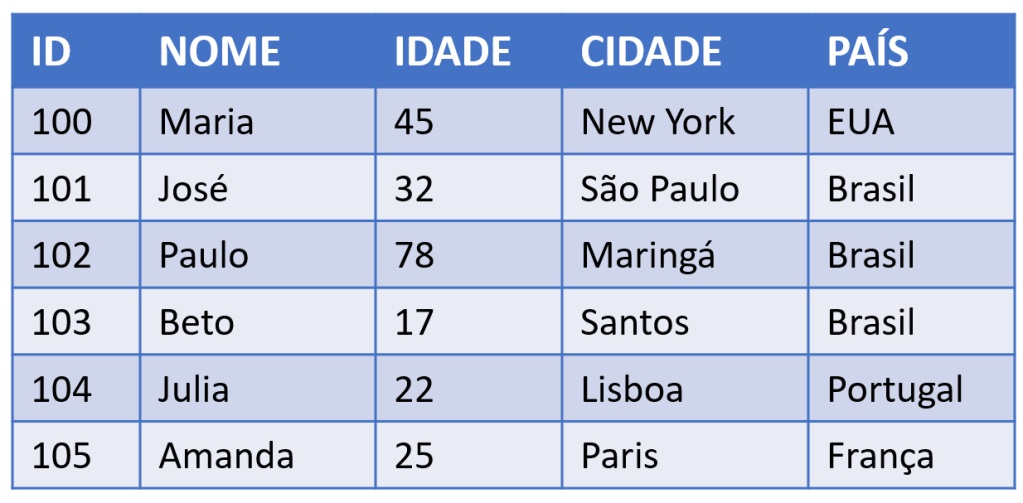 ID NOME IDADE CIDADE PAÍS
100 Maria 45 New York EUA
101 José 32 São Paulo Brasil
102 Paulo 78 Maringá Brasil
103 Beto 17 Santos Brasil
104 Julia 22 Lisboa Portugal
105 Amanda 25 Paris França